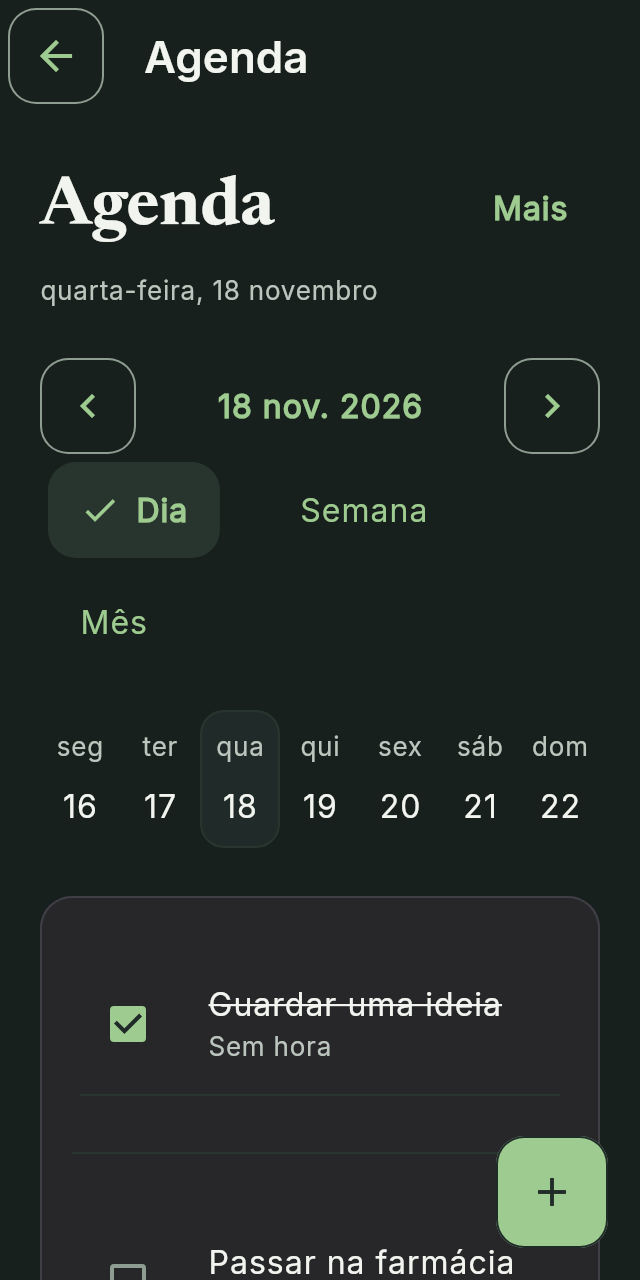 Agenda
Agenda
Mais
quarta-feira, 18 novembro
18 nov. 2026
Dia
Semana
Mês
seg ter qua qui sex sáb dom
16 17 18 19 20 21 22
Guardar uma ideia
Sem hora
Passar na farmácia